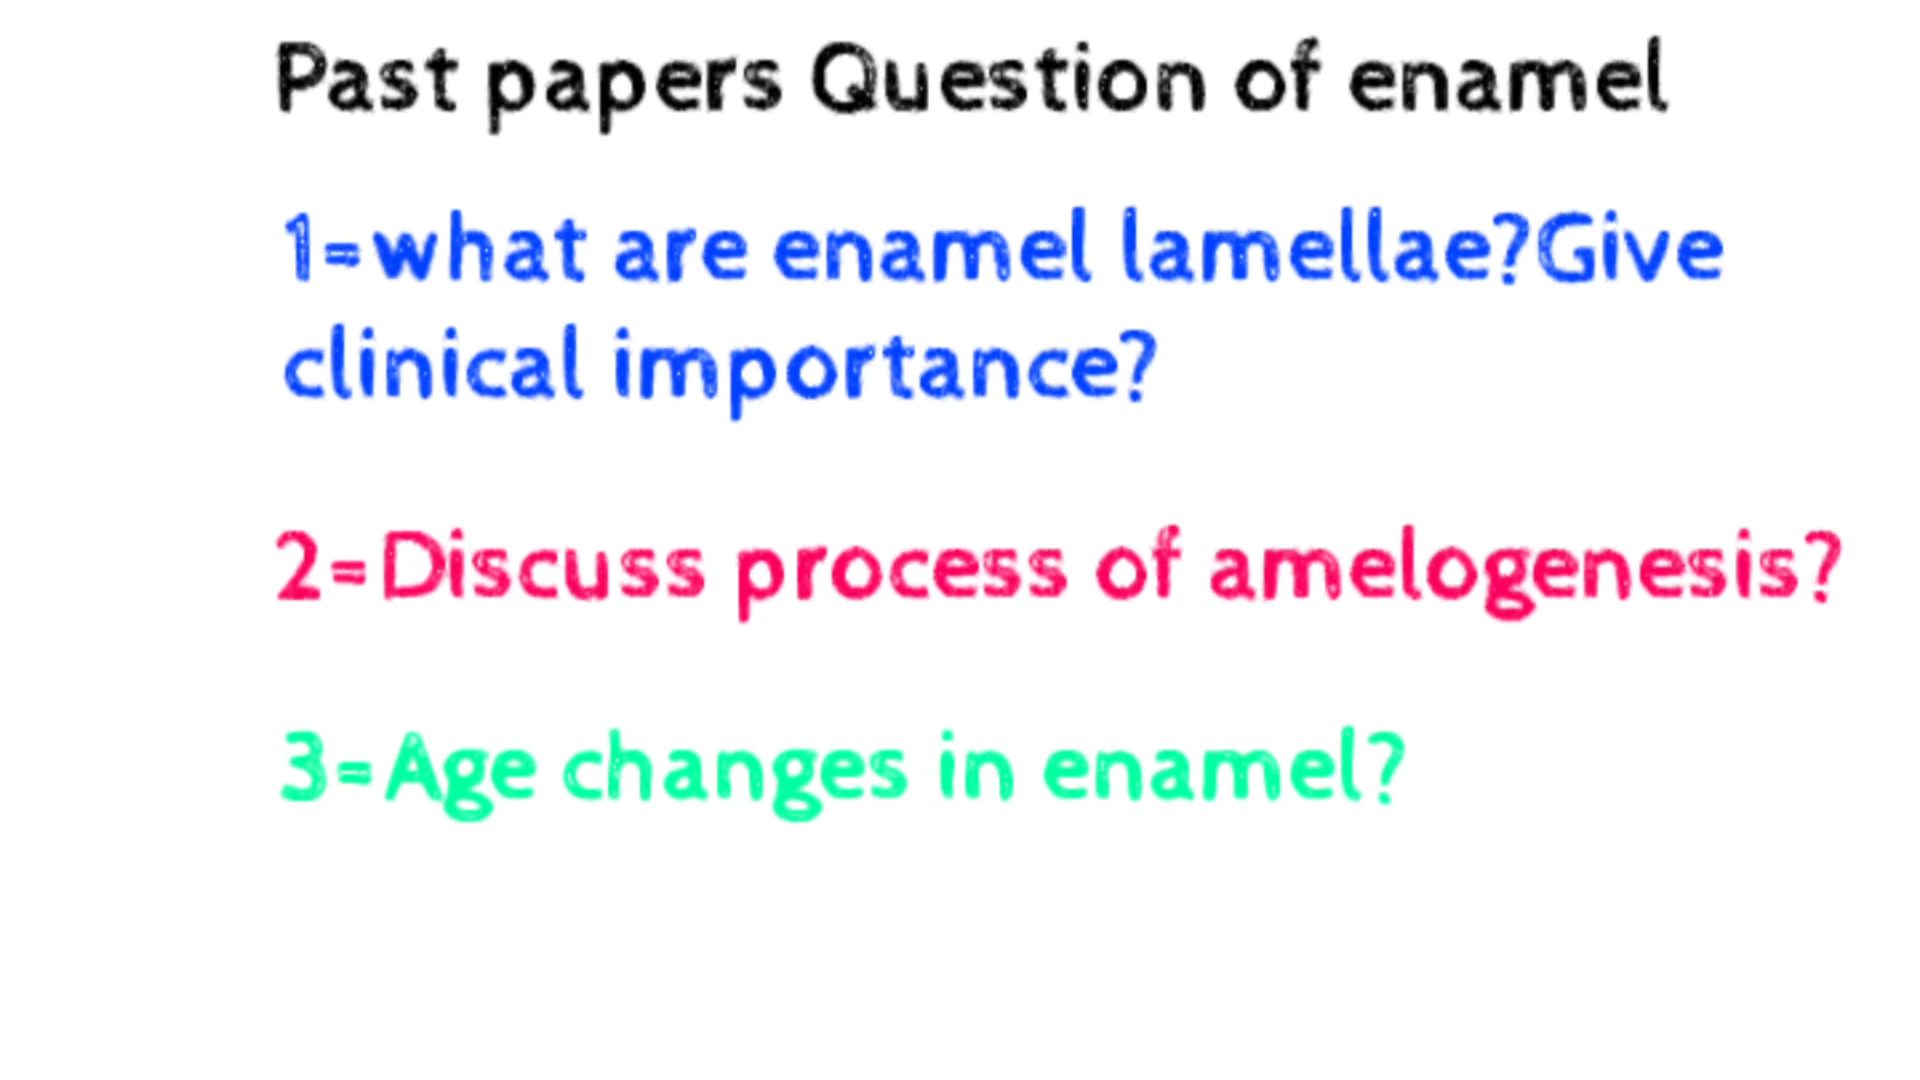 Past papers Question of enamel
1=what are enamel lamellae?Give
clinical importance?
2=Discuss process of amelogenesis?
3=Age changes in enamel?